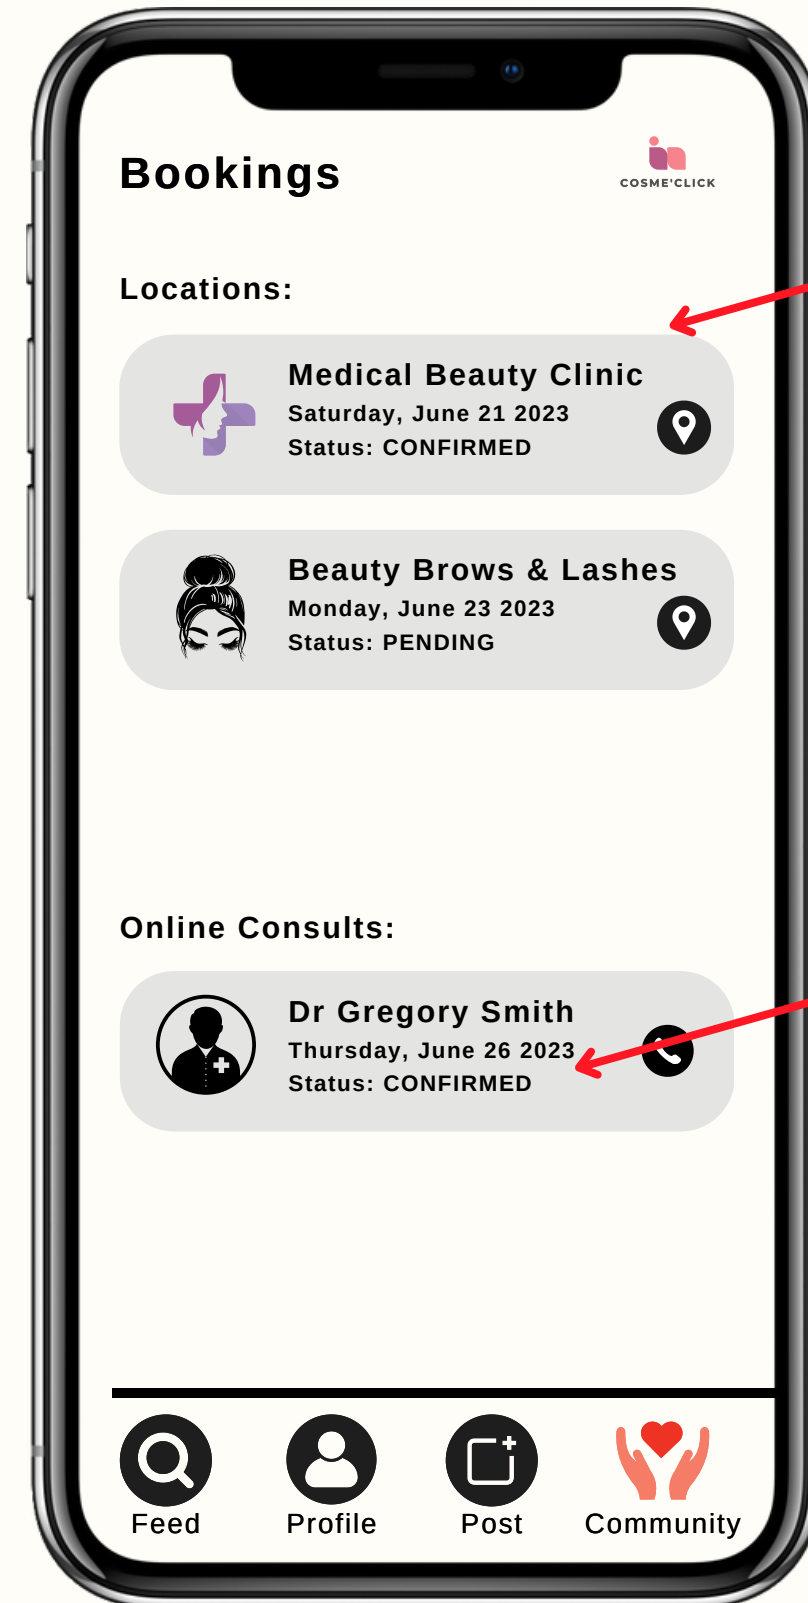 Bookings
COSME'CLICK
Locations:
Medical Beauty Clinic
Saturday, June 21 2023
Status: CONFIRMED
Beauty Brows & Lashes
Monday, June 23 2023
Status: PENDING
Online Consults:
Dr Gregory Smith
Thursday, June 26 2023
Status: CONFIRMED
Feed Profile Post Community